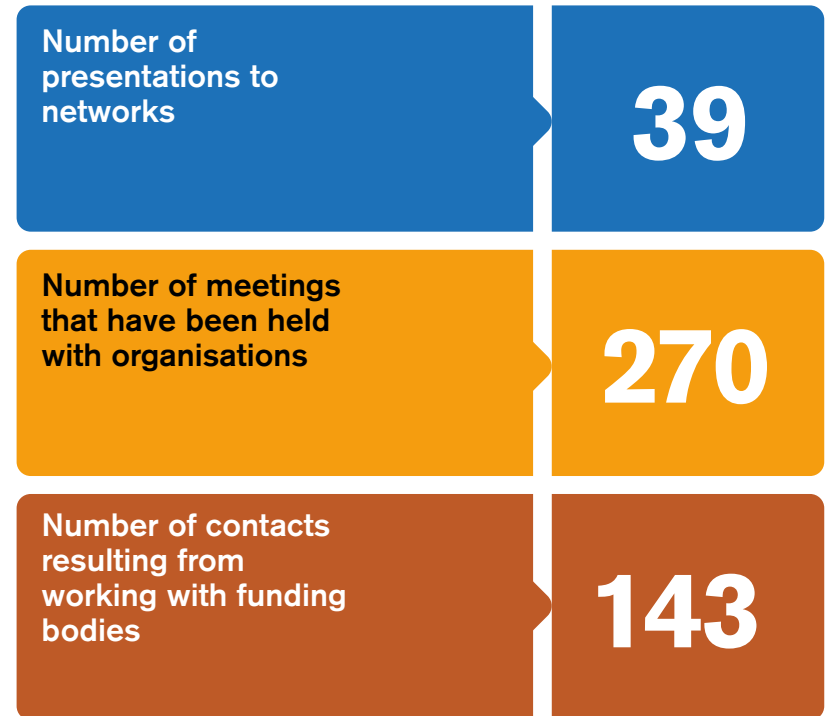 Number of
presentations to
networks
39
Number of meetings
that have been held
with organisations
270
Number of contacts
resulting from
working with funding
bodies
143